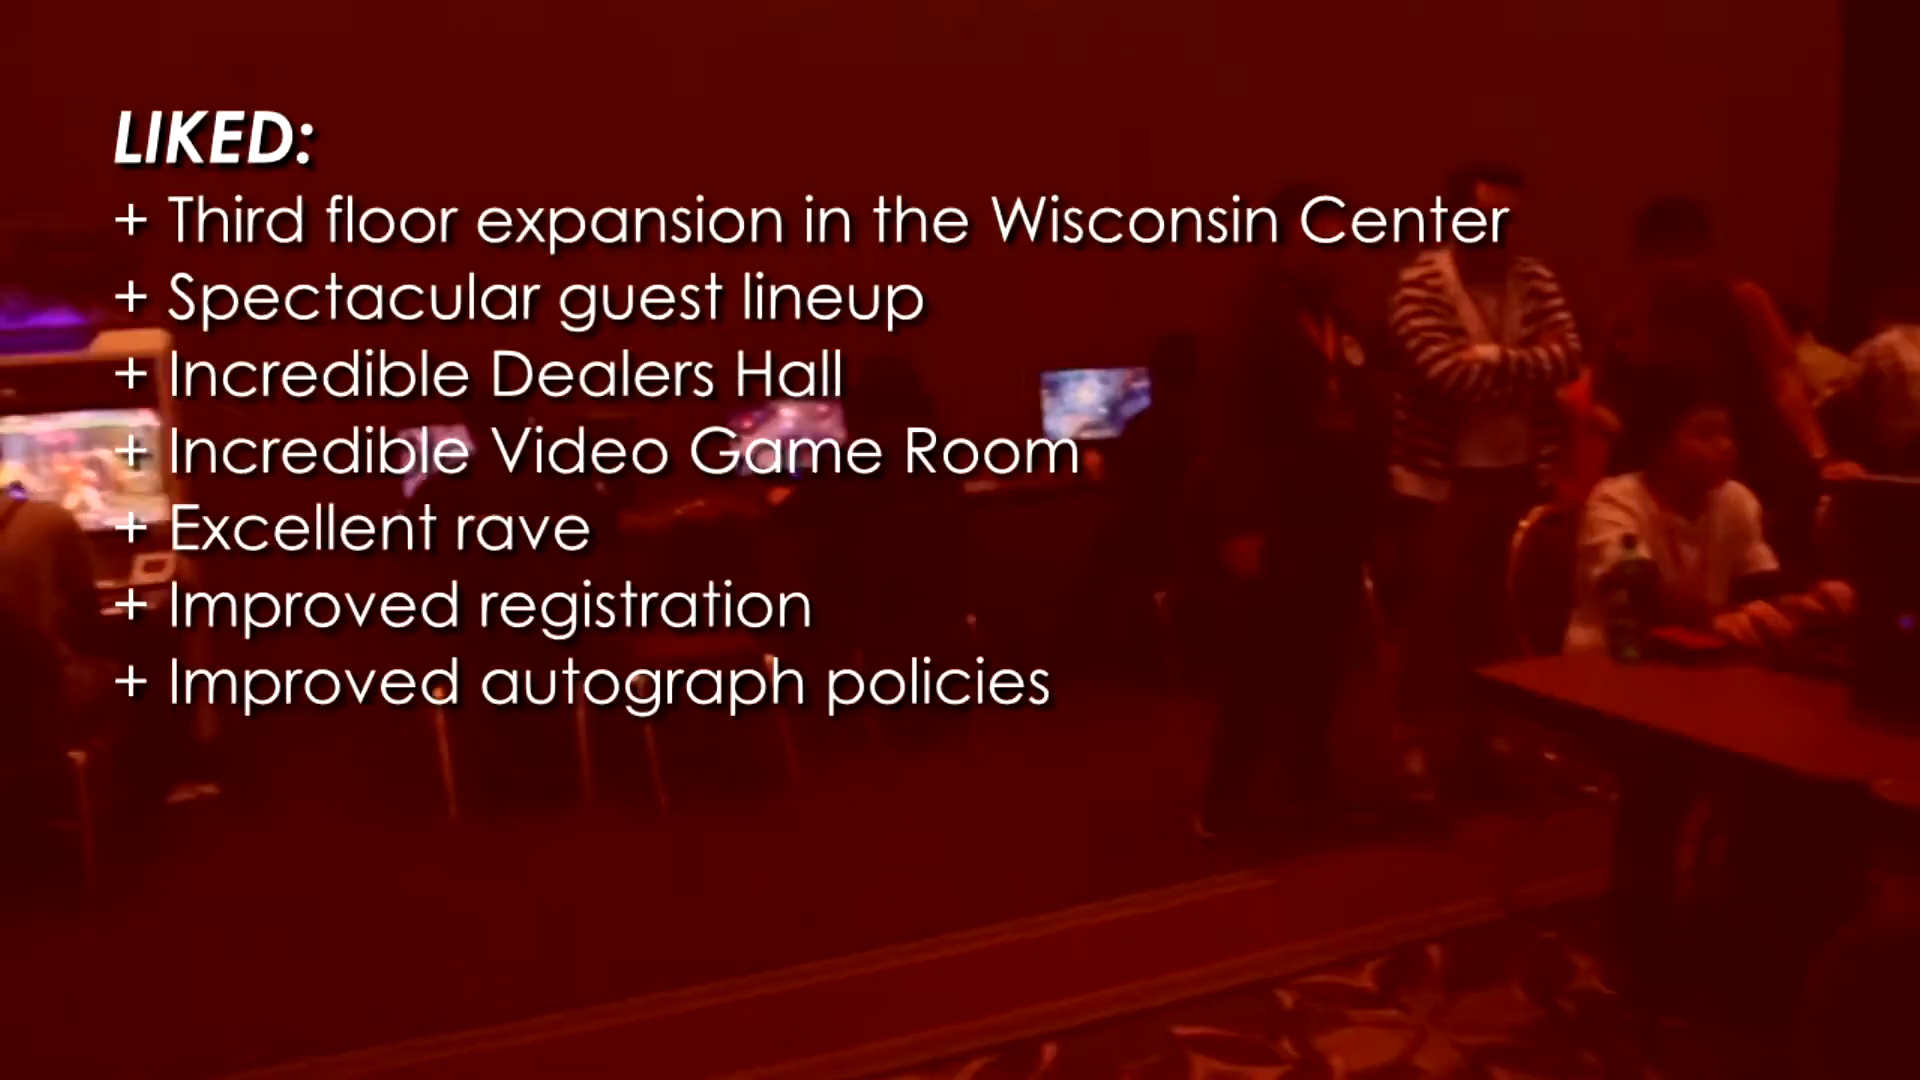 LIKED:
+ Third floor expansion in the Wisconsin Center
+ Spectacular guest lineup
+ Incredible Dealers Hall
+ Incredible Video Game Room
+ Excellent rave
+ Improved registration
+ Improved autograph policies